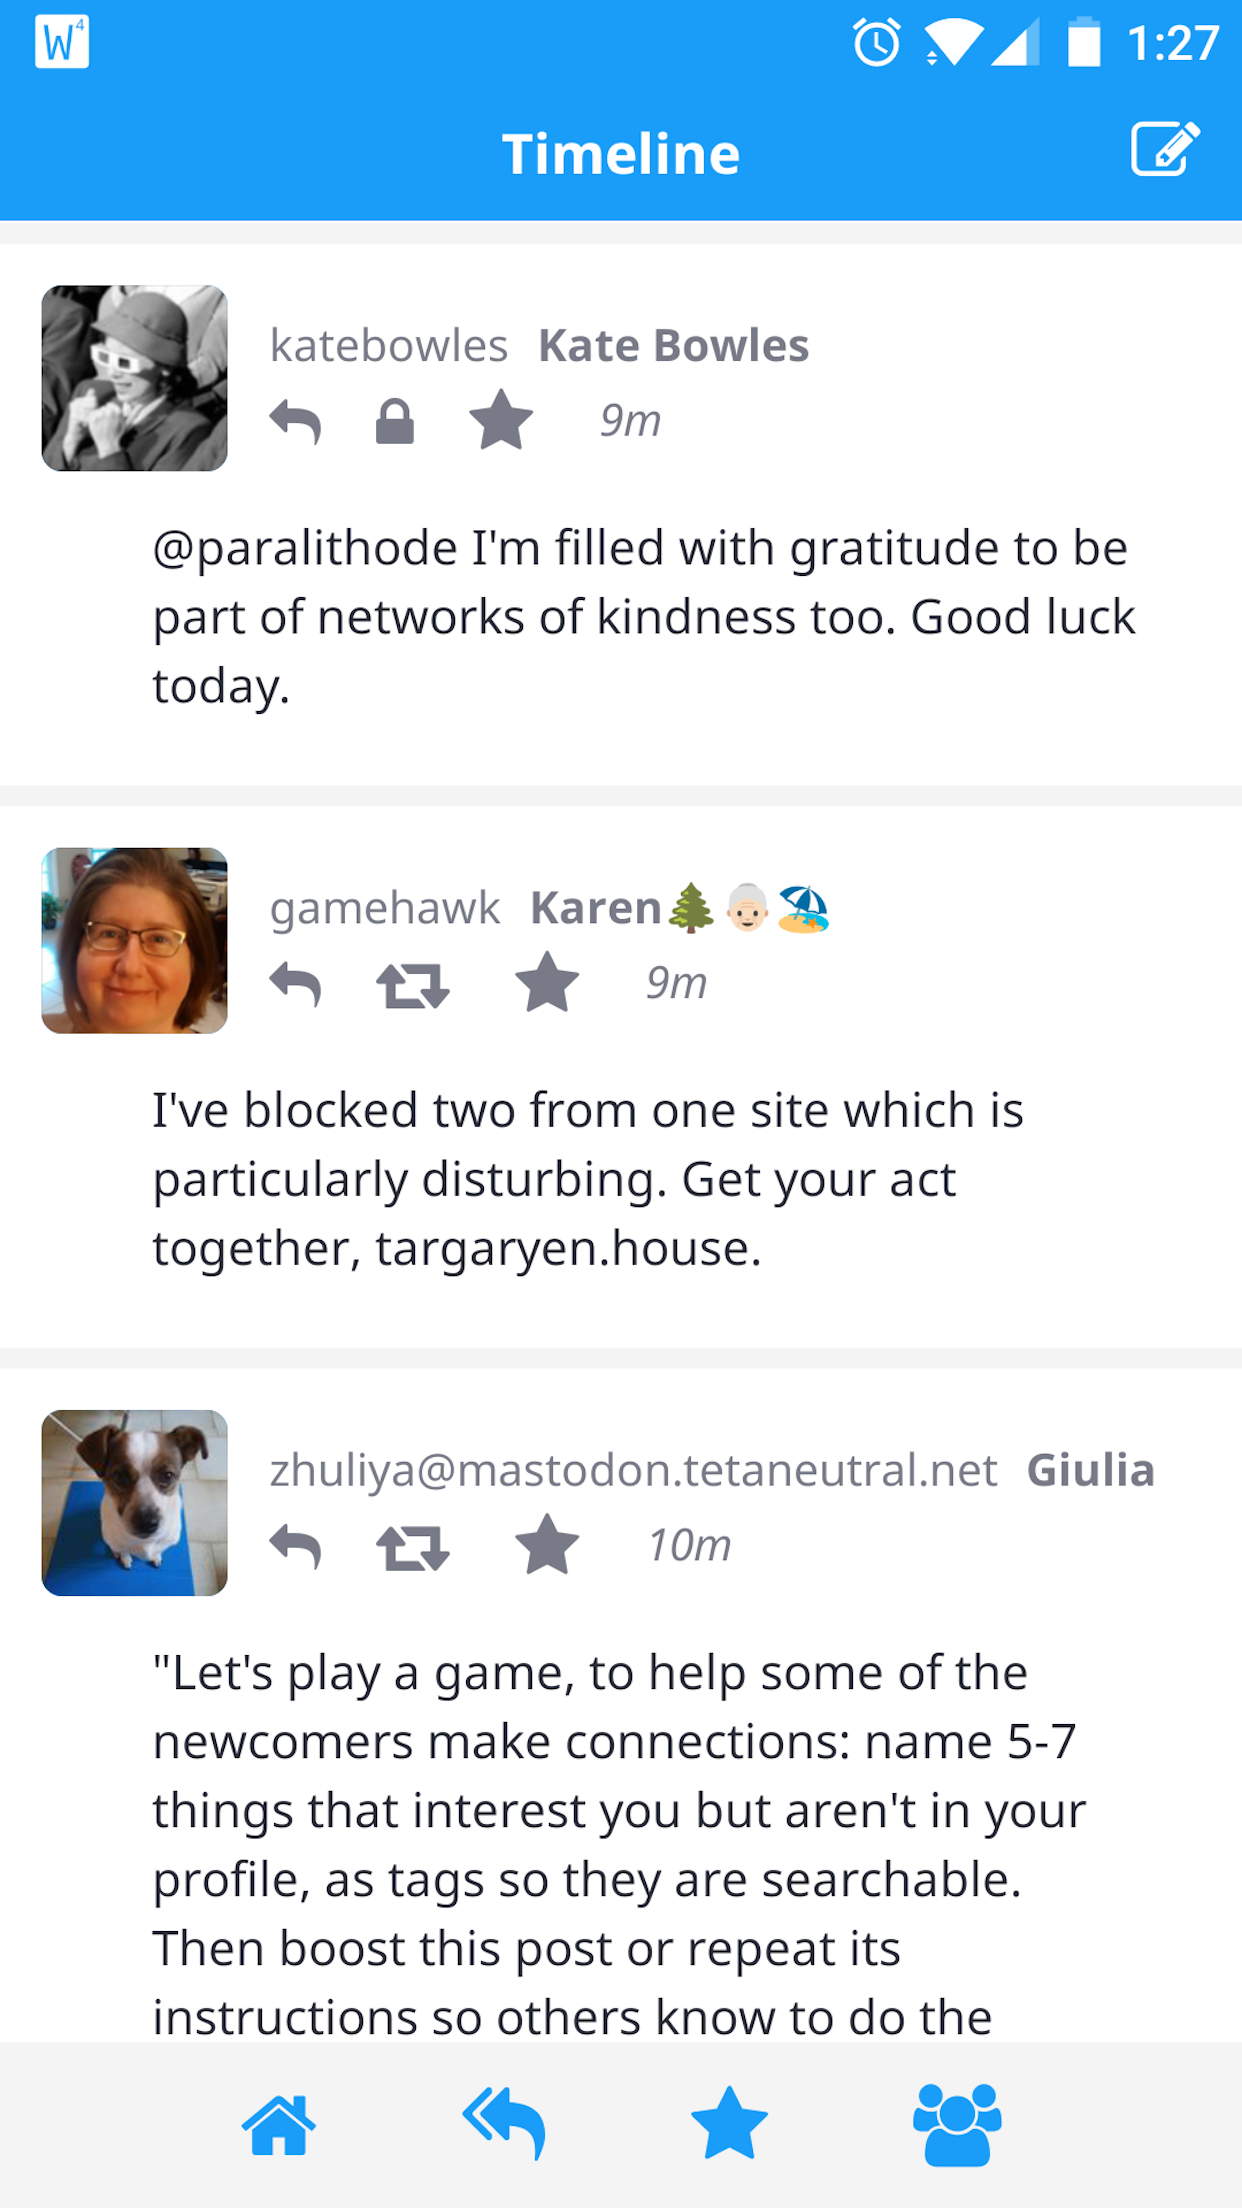 W4 1:27
Timeline
katebowles Kate Bowles
9m
@paralithode I'm filled with gratitude to be
part of networks of kindness too. Good luck
today.
gamehawk Karen🌲👵🏻🏖
9m
I've blocked two from one site which is
particularly disturbing. Get your act
together, targaryen.house.
zhuliya@mastodon.tetaneutral.net Giulia
10m
"Let's play a game, to help some of the
newcomers make connections: name 5-7
things that interest you but aren't in your
profile, as tags so they are searchable.
Then boost this post or repeat its
instructions so others know to do the